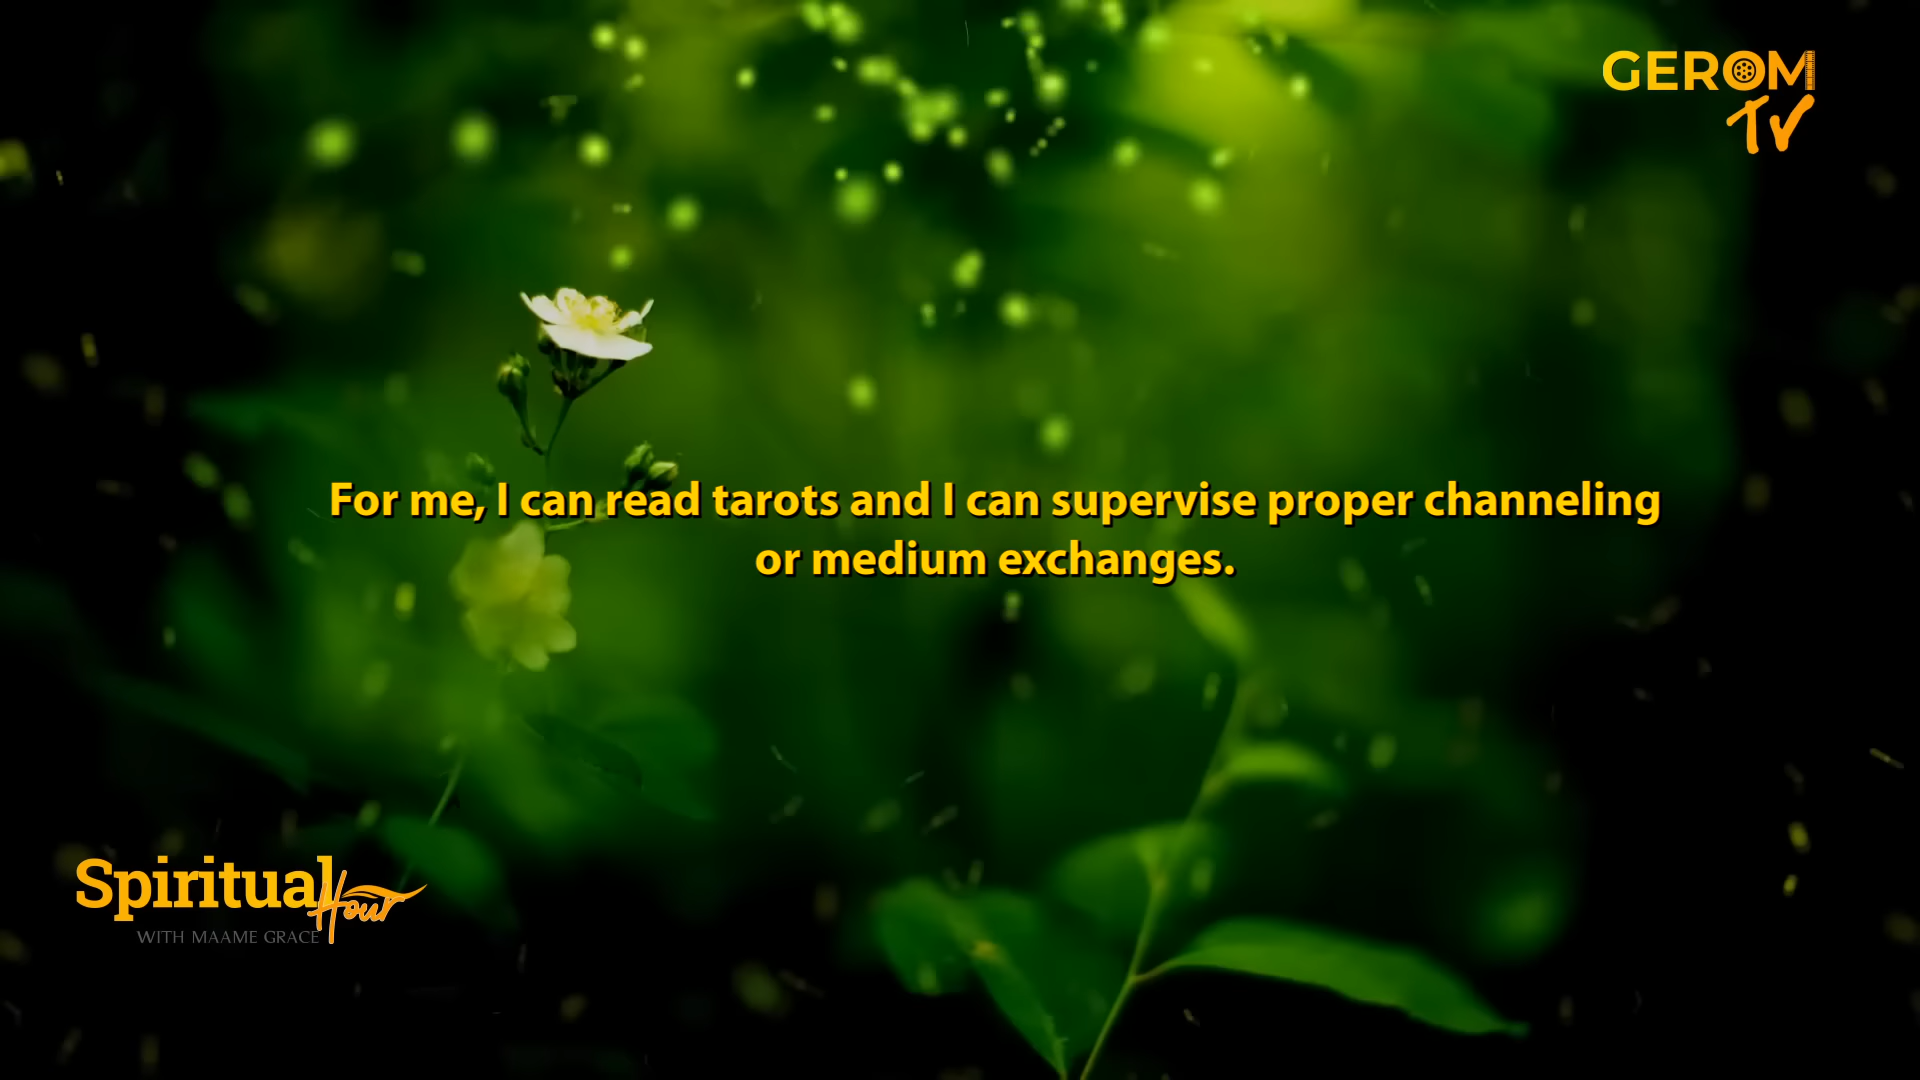 GEROM
TV
For me, I can read tarots and I can supervise proper channeling
or medium exchanges.
Spiritual
Hour
WITH MAAME GRACE